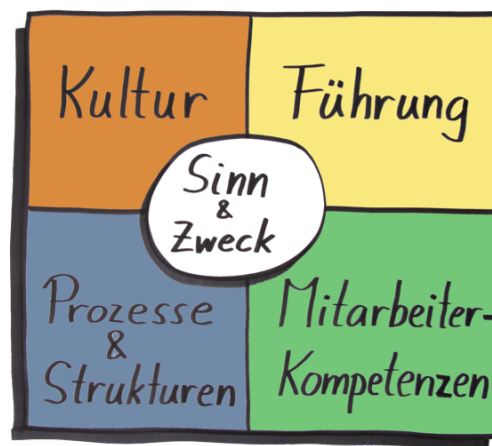 Kultur
Führung
Sinn
&
Zweck
Prozesse
&
Strukturen
Mitarbeiter-
Kompetenzen